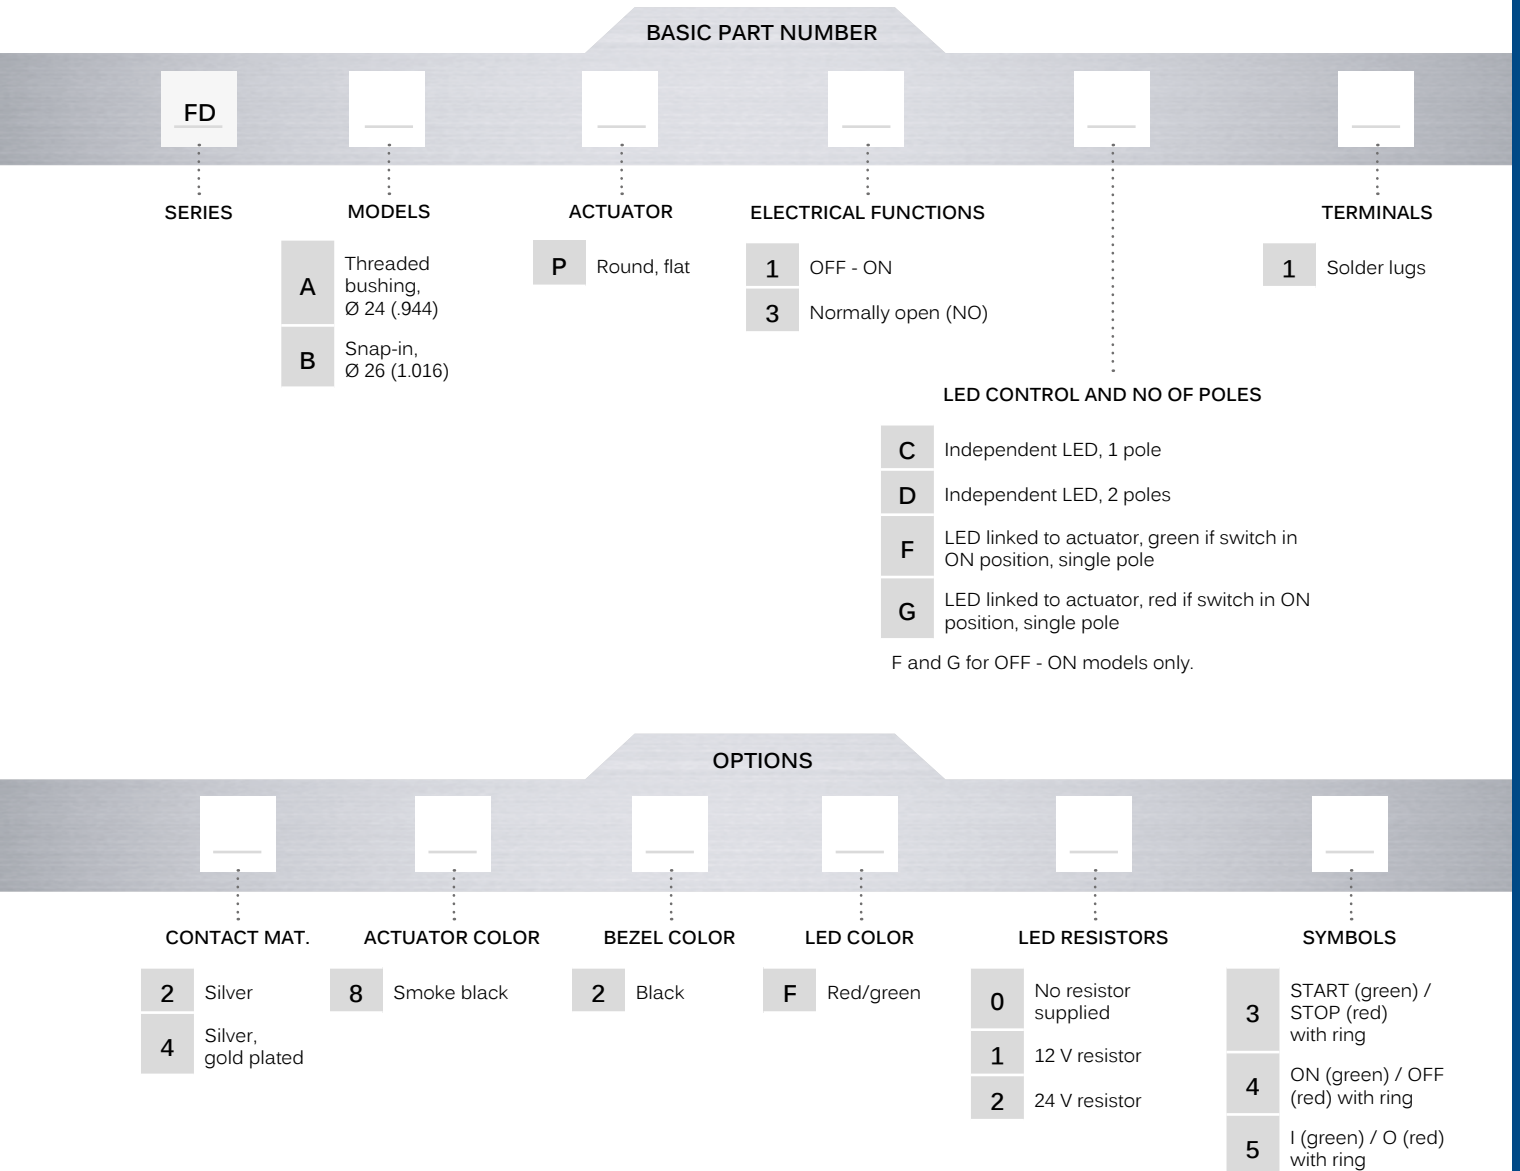 BASIC PART NUMBER
FD
SERIES
MODELS
ACTUATOR
ELECTRICAL FUNCTIONS
TERMINALS
A
Threaded
bushing,
Ø 24 (.944)
B
Snap-in,
Ø 26 (1.016)
P
Round, flat
1
OFF - ON
3
Normally open (NO)
1
Solder lugs
LED CONTROL AND NO OF POLES
C
Independent LED, 1 pole
D
Independent LED, 2 poles
F
LED linked to actuator, green if switch in
ON position, single pole
G
LED linked to actuator, red if switch in ON
position, single pole
F and G for OFF - ON models only.
OPTIONS
CONTACT MAT.
ACTUATOR COLOR
BEZEL COLOR
LED COLOR
LED RESISTORS
SYMBOLS
2
Silver
4
Silver,
gold plated
8
Smoke black
2
Black
F
Red/green
0
No resistor
supplied
1
12 V resistor
2
24 V resistor
3
START (green) /
STOP (red)
with ring
4
ON (green) / OFF
(red) with ring
5
I (green) / O (red)
with ring